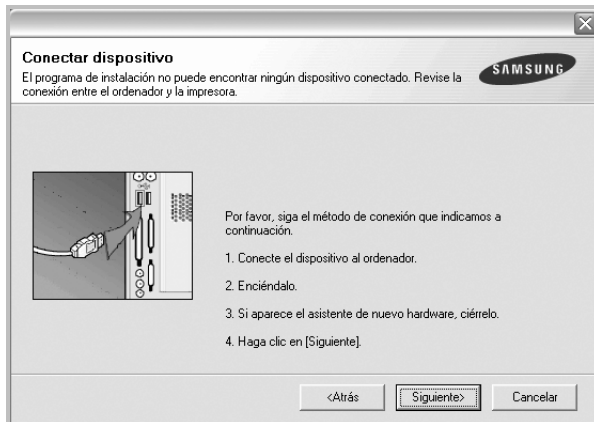 Conectar dispositivo
El programa de instalación no puede encontrar ningún dispositivo conectado. Revise la
conexión entre el ordenador y la impresora.
SAMSUNG
Por favor, siga el método de conexión que indicamos a
continuación.
1. Conecte el dispositivo al ordenador.
2. Enciéndalo.
3. Si aparece el asistente de nuevo hardware, ciérrelo.
4. Haga clic en [Siguiente].
<Atrás
Siguiente>
Cancelar